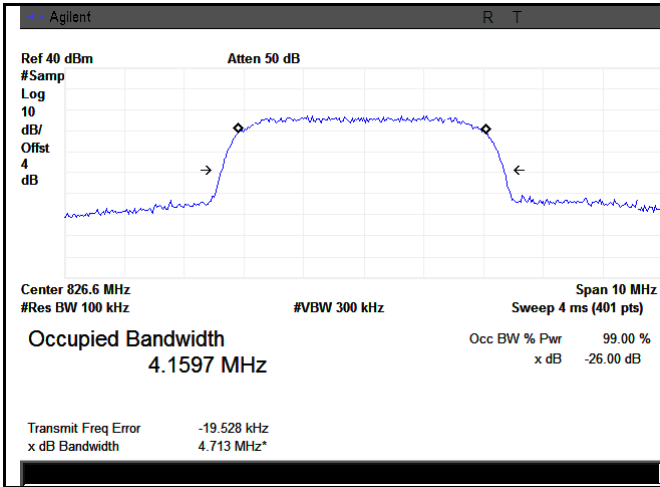 Agilent R T
Ref 40 dBm Atten 50 dB
#Samp
Log
10
dB/
Offst
4
dB
Center 826.6 MHz Span 10 MHz
#Res BW 100 kHz #VBW 300 kHz Sweep 4 ms (401 pts)
Occupied Bandwidth Occ BW % Pwr 99.00 %
4.1597 MHz x dB -26.00 dB
Transmit Freq Error -19.528 kHz
x dB Bandwidth 4.713 MHz*